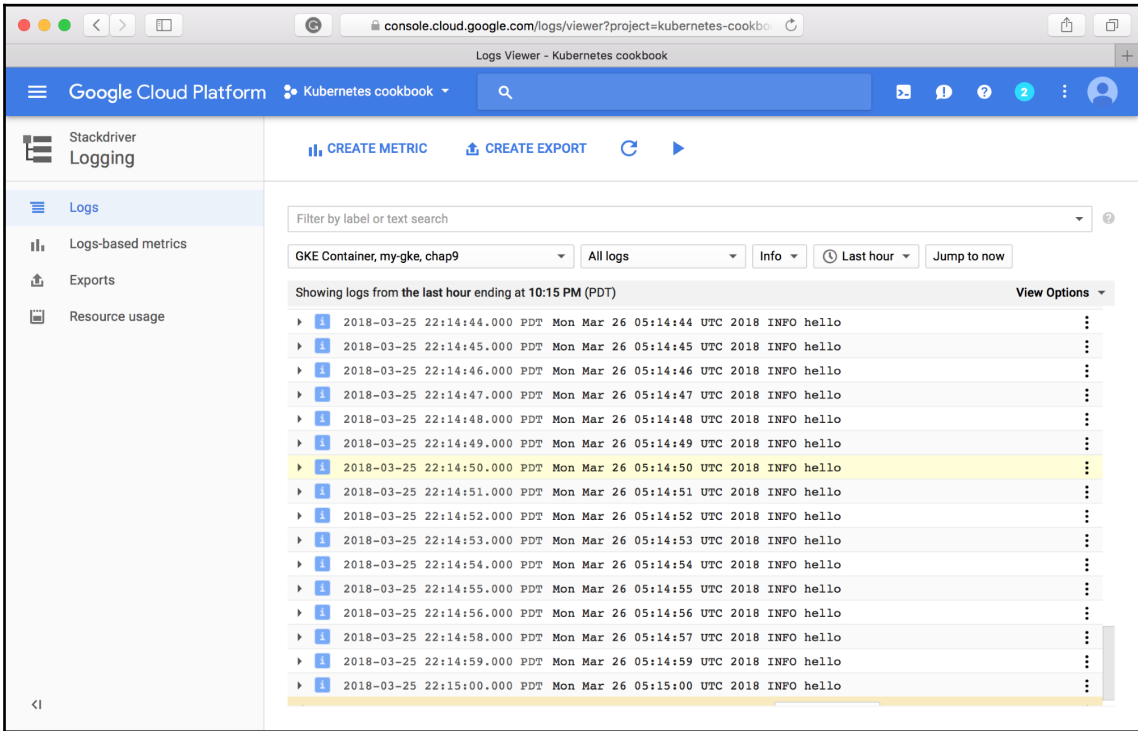 console.cloud.google.com/logs/viewer?project=kubernetes-cookbo
Logs Viewer - Kubernetes cookbook
Google Cloud Platform Kubernetes cookbook 2
Stackdriver
Logging
CREATE METRIC CREATE EXPORT
Logs
Logs-based metrics
Exports
Resource usage
Filter by label or text search
GKE Container, my-gke, chap9 All logs Info Last hour Jump to now
Showing logs from the last hour ending at 10:15 PM (PDT) View Options
2018-03-25 22:14:44.000 PDT Mon Mar 26 05:14:44 UTC 2018 INFO hello
2018-03-25 22:14:45.000 PDT Mon Mar 26 05:14:45 UTC 2018 INFO hello
2018-03-25 22:14:46.000 PDT Mon Mar 26 05:14:46 UTC 2018 INFO hello
2018-03-25 22:14:47.000 PDT Mon Mar 26 05:14:47 UTC 2018 INFO hello
2018-03-25 22:14:48.000 PDT Mon Mar 26 05:14:48 UTC 2018 INFO hello
2018-03-25 22:14:49.000 PDT Mon Mar 26 05:14:49 UTC 2018 INFO hello
2018-03-25 22:14:50.000 PDT Mon Mar 26 05:14:50 UTC 2018 INFO hello
2018-03-25 22:14:51.000 PDT Mon Mar 26 05:14:51 UTC 2018 INFO hello
2018-03-25 22:14:52.000 PDT Mon Mar 26 05:14:52 UTC 2018 INFO hello
2018-03-25 22:14:53.000 PDT Mon Mar 26 05:14:53 UTC 2018 INFO hello
2018-03-25 22:14:54.000 PDT Mon Mar 26 05:14:54 UTC 2018 INFO hello
2018-03-25 22:14:55.000 PDT Mon Mar 26 05:14:55 UTC 2018 INFO hello
2018-03-25 22:14:56.000 PDT Mon Mar 26 05:14:56 UTC 2018 INFO hello
2018-03-25 22:14:58.000 PDT Mon Mar 26 05:14:57 UTC 2018 INFO hello
2018-03-25 22:14:59.000 PDT Mon Mar 26 05:14:59 UTC 2018 INFO hello
2018-03-25 22:15:00.000 PDT Mon Mar 26 05:15:00 UTC 2018 INFO hello